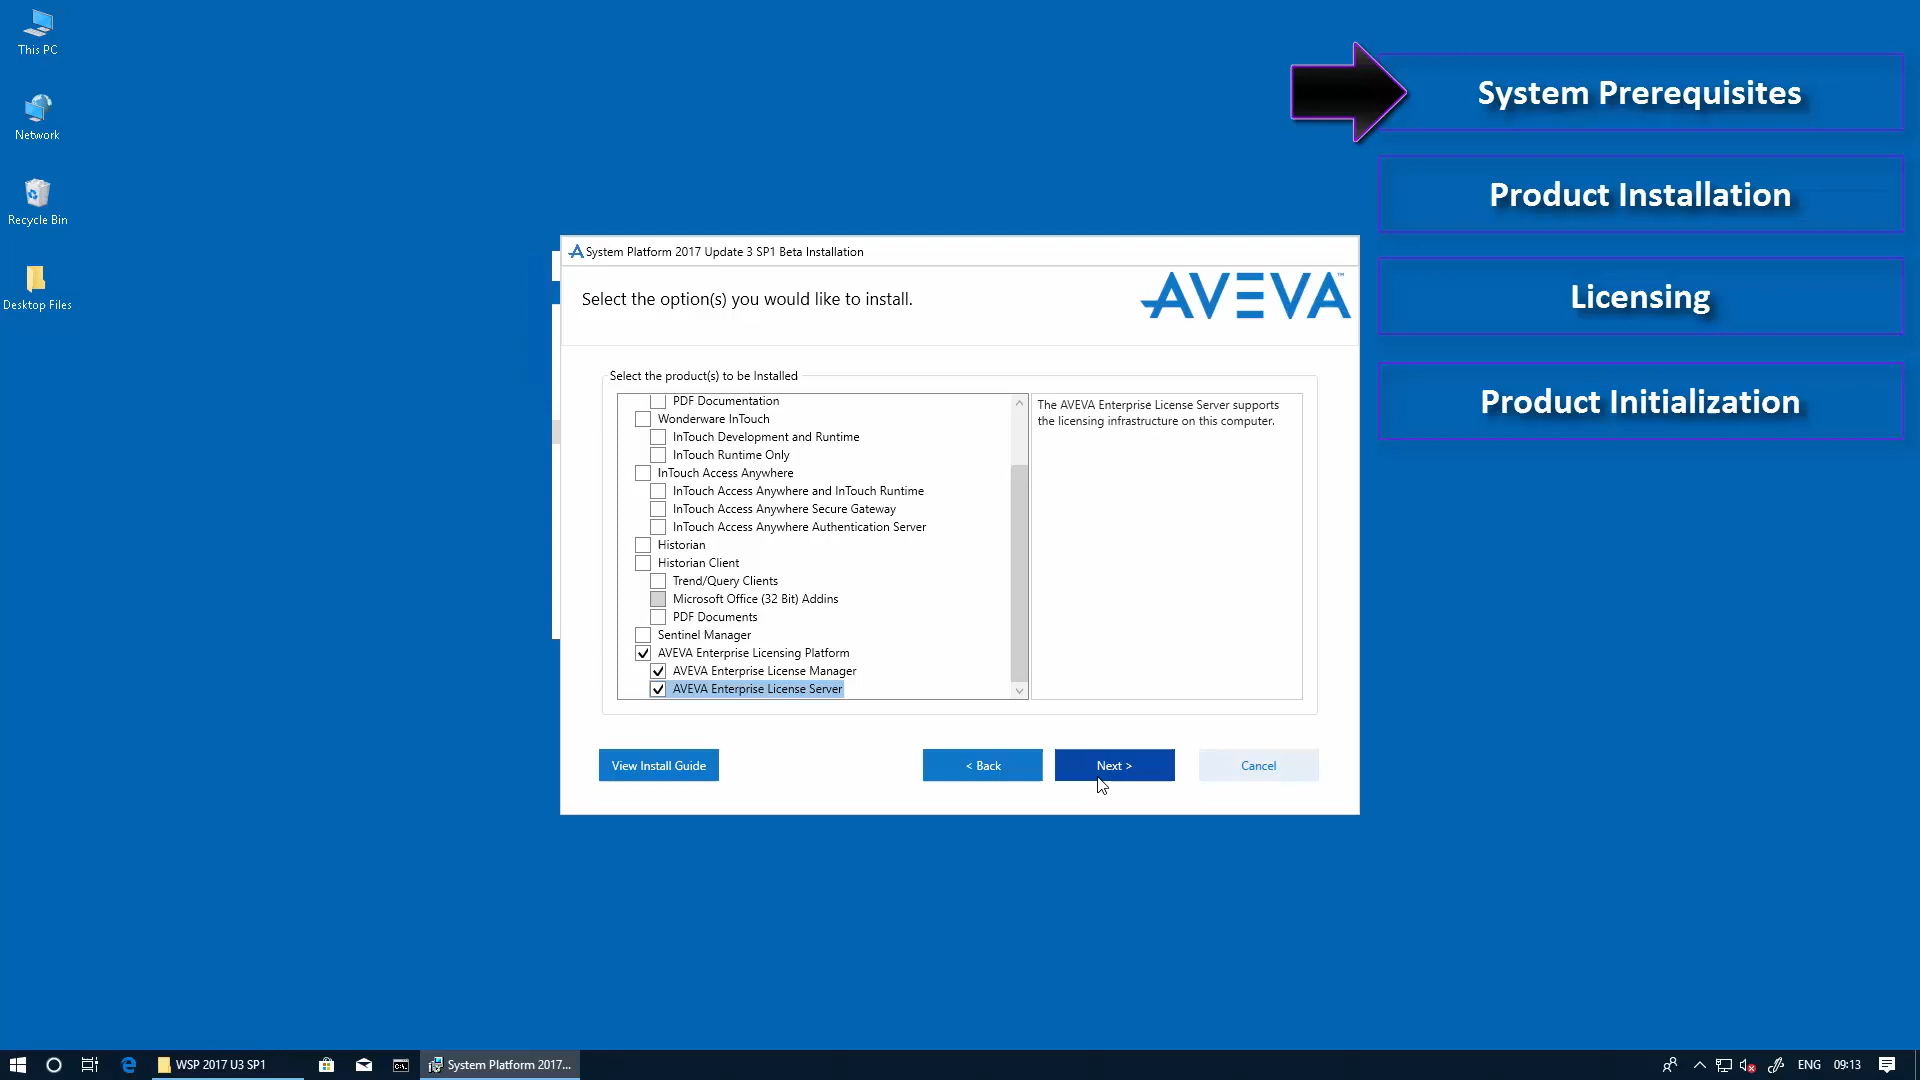 This PC
Network
Recycle Bin
Desktop Files
System Prerequisites
Product Installation
Licensing
Product Initialization
System Platform 2017 Update 3 SP1 Beta Installation
Select the option(s) you would like to install.
AVEVA™
Select the product(s) to be Installed
PDF Documentation
Wonderware InTouch
InTouch Development and Runtime
InTouch Runtime Only
InTouch Access Anywhere
InTouch Access Anywhere and InTouch Runtime
InTouch Access Anywhere Secure Gateway
InTouch Access Anywhere Authentication Server
Historian
Historian Client
Trend/Query Clients
Microsoft Office (32 Bit) Addins
PDF Documents
Sentinel Manager
AVEVA Enterprise Licensing Platform
AVEVA Enterprise License Manager
AVEVA Enterprise License Server
The AVEVA Enterprise License Server supports
the licensing infrastructure on this computer.
View Install Guide
< Back
Next >
Cancel
WSP 2017 U3 SP1
System Platform 2017...
ENG
09:13